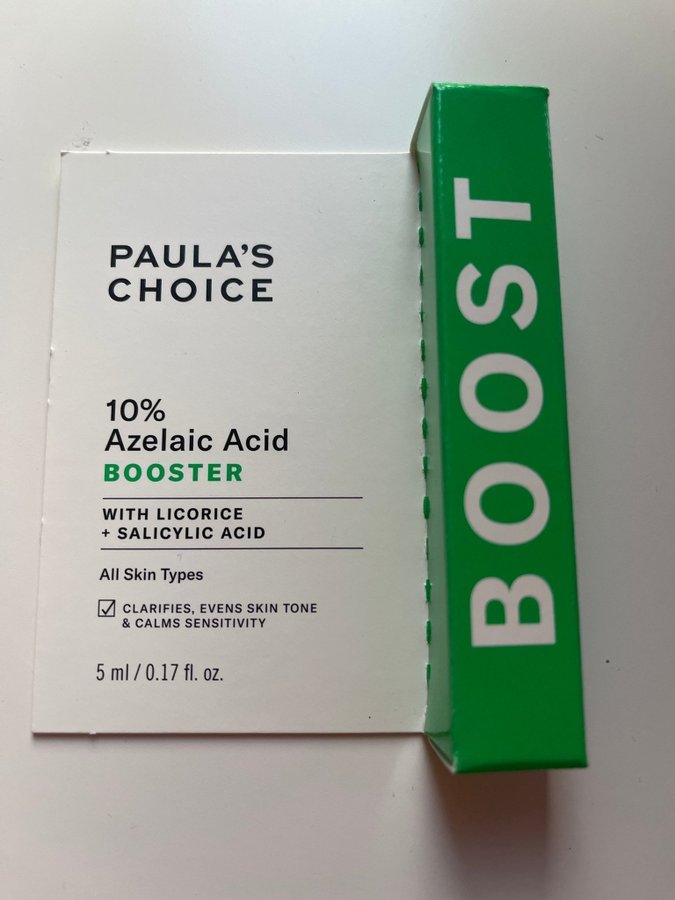 PAULA'S
CHOICE
10%
Azelaic Acid
BOOSTER
WITH LICORICE
+ SALICYLIC ACID
All Skin Types
CLARIFIES, EVENS SKIN TONE
& CALMS SENSITIVITY
5 ml / 0.17 fl. oz.
BOOST